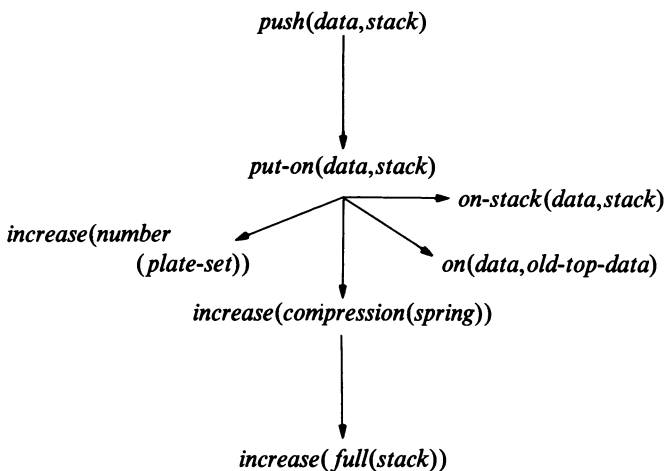 push(data,stack)
put-on(data,stack)
on-stack(data,stack)
increase(number
(plate-set))
on(data,old-top-data)
increase(compression(spring))
increase(full(stack))